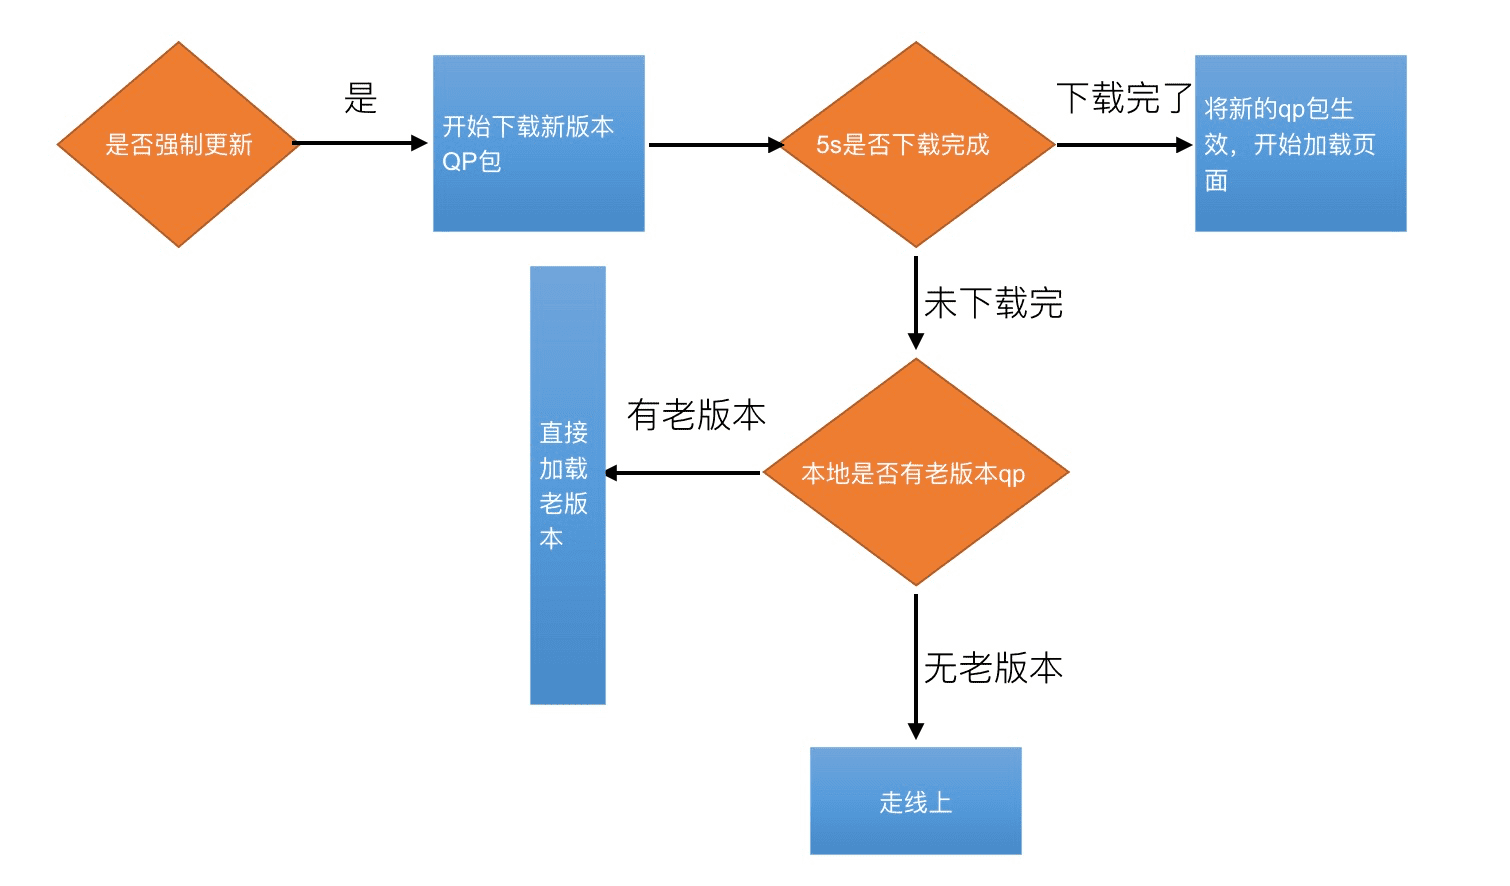 是否强制更新
是
开始下载新版本
QP包
5s是否下载完成
下载完了
将新的qp包生
效，开始加载页
面
未下载完
有老版本
直接
加载
老版
本
本地是否有老版本qp
无老版本
走线上